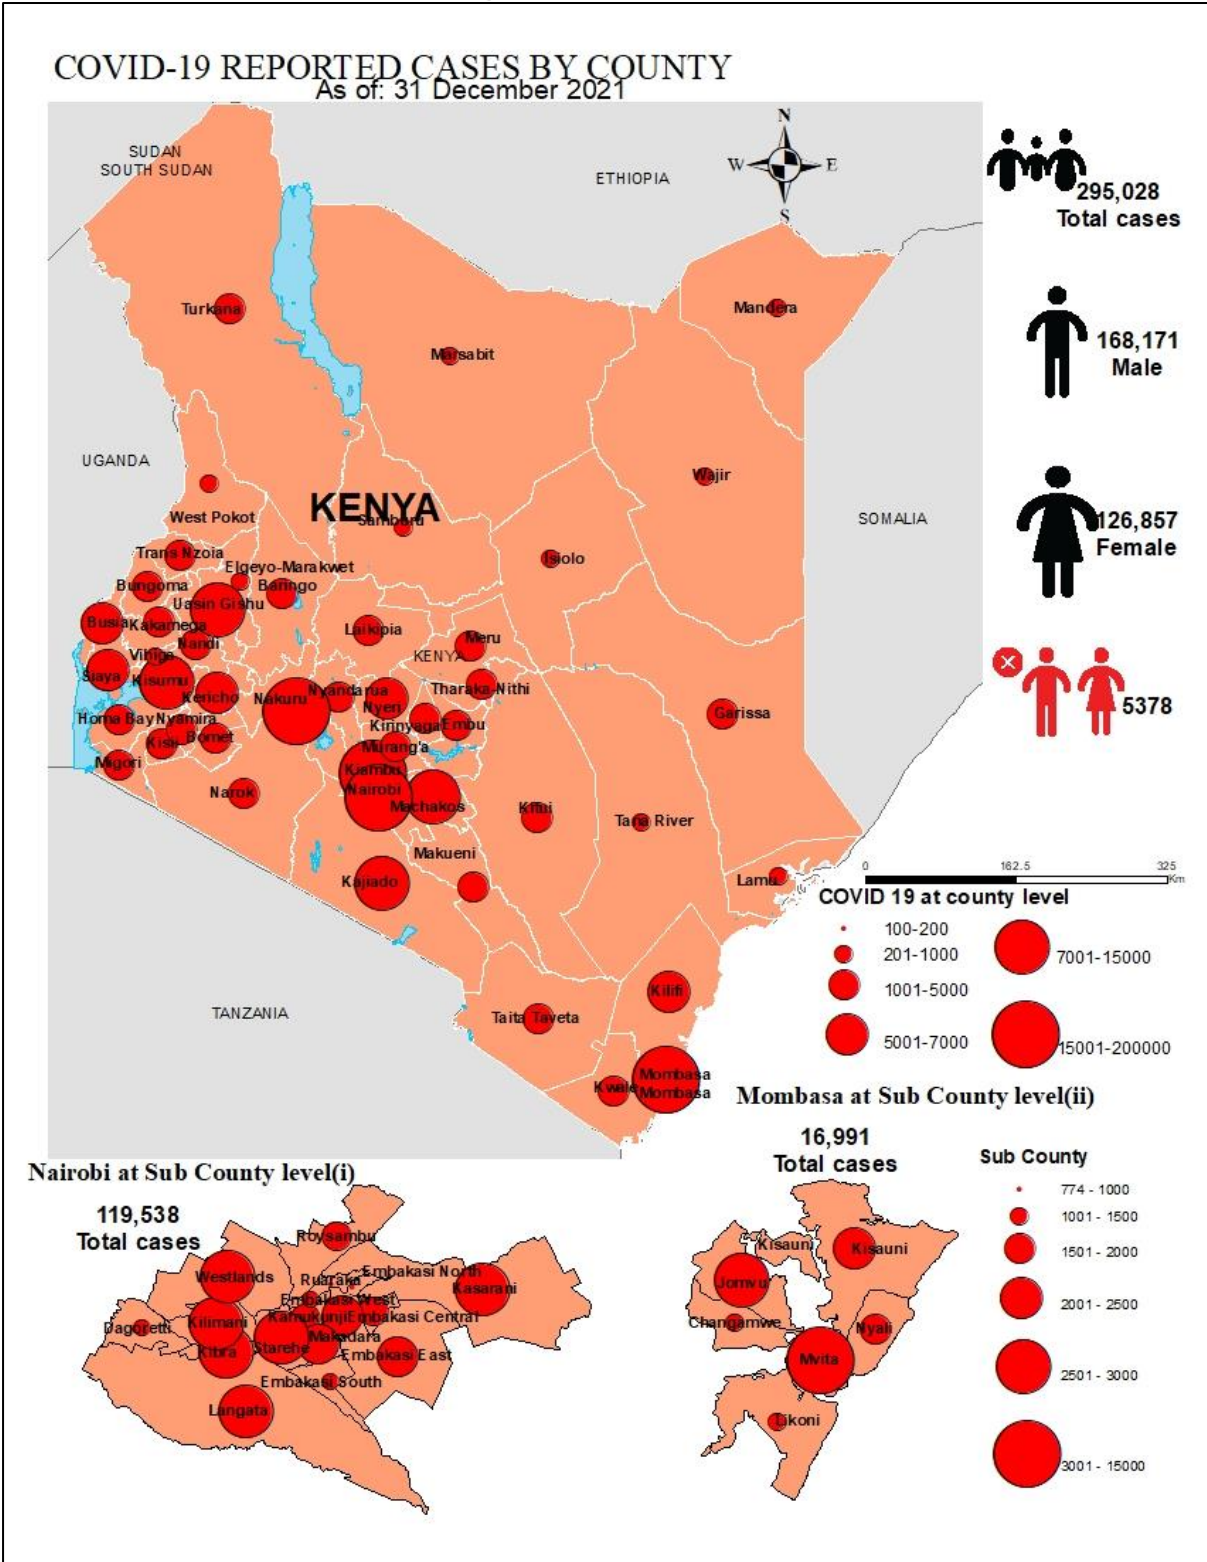 COVID-19 REPORTED CASES BY COUNTY
As of: 31 December 2021
N
W
E
S
SUDAN
SOUTH SUDAN
ETHIOPIA
295,028
Total cases
Turkana
Mandera
Marsabit
168,171
Male
UGANDA
Wajir
KENYA
West Pokot
Samburu
SOMALIA
126,857
Female
Trans Nzoia
Isiolo
Elgeyo-Marakwet
Bungoma
Baringo
Uasin Gishu
Busia
Kakamega
Laikipia
Meru
Nandi
Vihiga
KENYA
Siaya
Kisumu
Kericho
Nakuru
Nyandarua
Tharaka-Nithi
Nyeri
5378
Garissa
Homa Bay
Nyamira
Kirinyaga
Embu
Kisii
Bomet
Murang'a
Migori
Kiambu
Narok
Nairobi
Machakos
Kitui
Tana River
Makueni
Kajiado
Lamu
0
162.5
325
Km
COVID 19 at county level
100-200
201-1000
1001-5000
5001-7000
7001-15000
15001-200000
Kilifi
TANZANIA
Taita Taveta
Mombasa
Mombasa
Kwale
Mombasa at Sub County level(ii)
16,991
Total cases
Sub County
774 - 1000
1001 - 1500
1501 - 2000
2001 - 2500
2501 - 3000
3001 - 15000
Kisauni
Kisauni
Jomvu
Changamwe
Nyali
Mvita
Likoni
Nairobi at Sub County level(i)
119,538
Total cases
Roysambu
Westlands
Ruaraka
Embakasi North
Kasarani
Embakasi West
Kilimani
Kamukunji
Embakasi Central
Dagoretti
Makadara
Starehe
Kibra
Embakasi East
Embakasi South
Langata